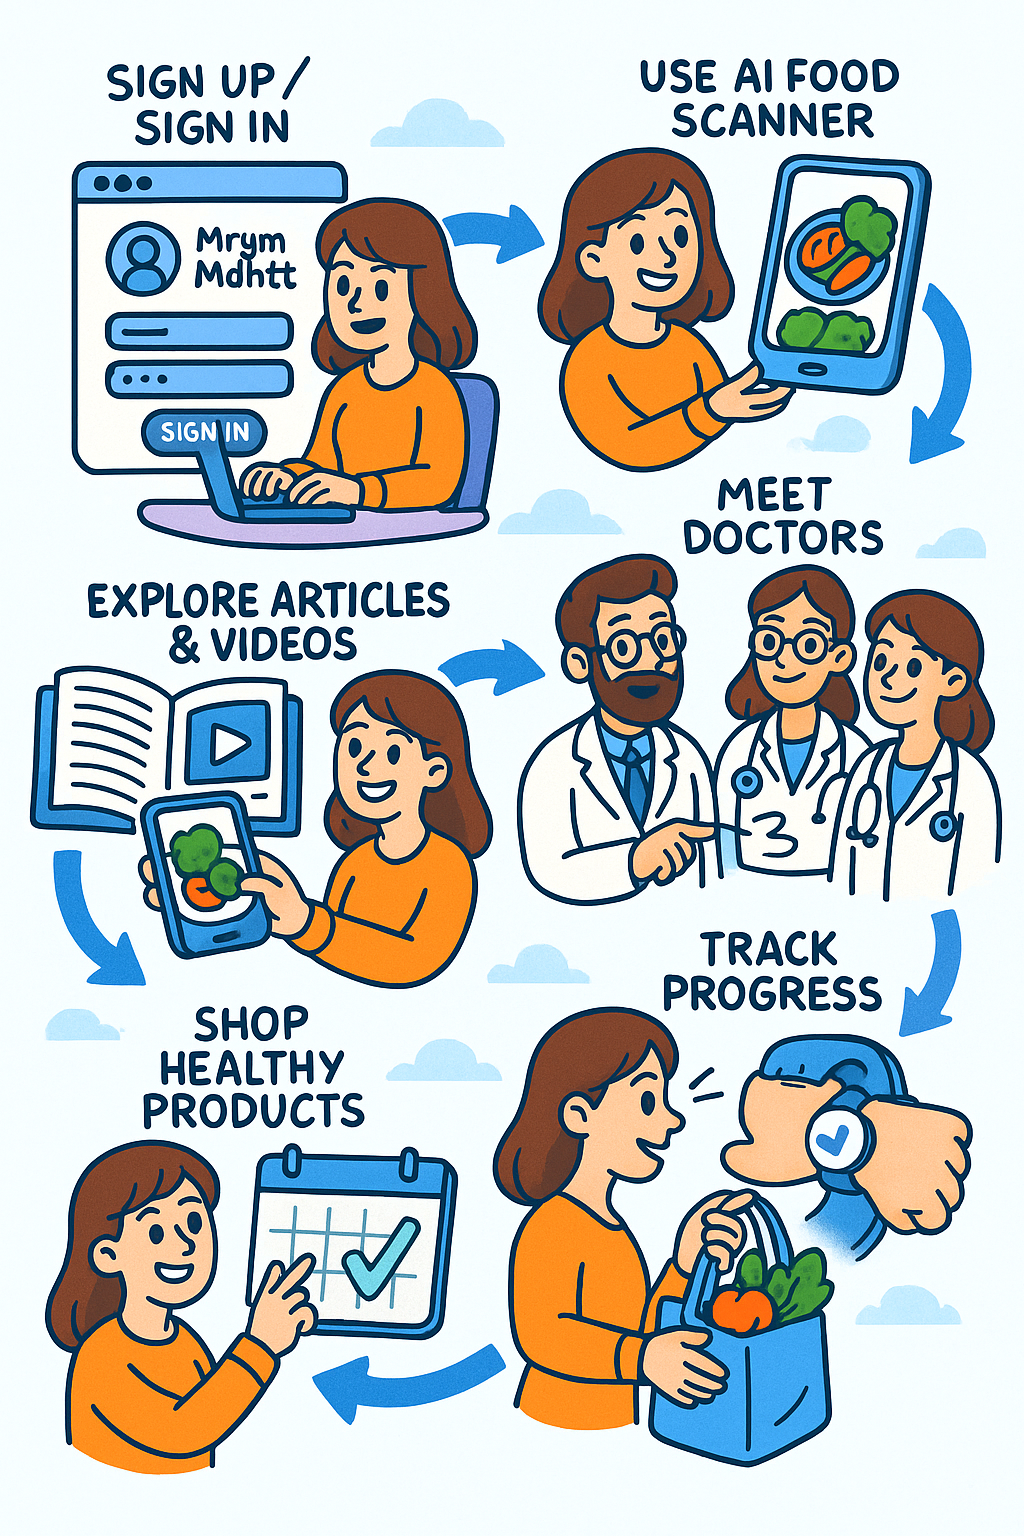 SIGN UP /
SIGN IN
Mrym
Mdhtt
SIGN IN
USE AI FOOD
SCANNER
MEET
DOCTORS
3
EXPLORE ARTICLES
& VIDEOS
TRACK
PROGRESS
SHOP
HEALTHY
PRODUCTS